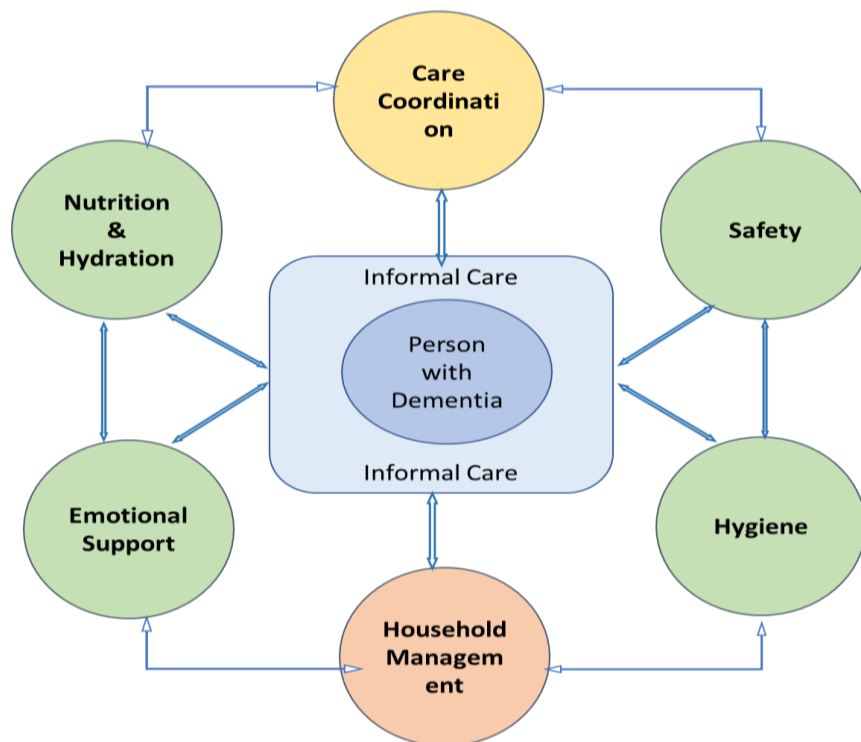 Care
Coordinati
on
Nutrition
&
Hydration
Safety
Informal Care
Person
with
Dementia
Informal Care
Emotional
Support
Hygiene
Household
Managem
ent